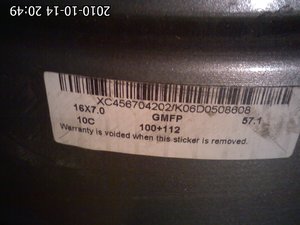 2010-10-14 20:49
XC456704202/K06D0508608
16X7.0 GMFP 57.1
10C 100+112
Warranty is voided when this sticker is removed.